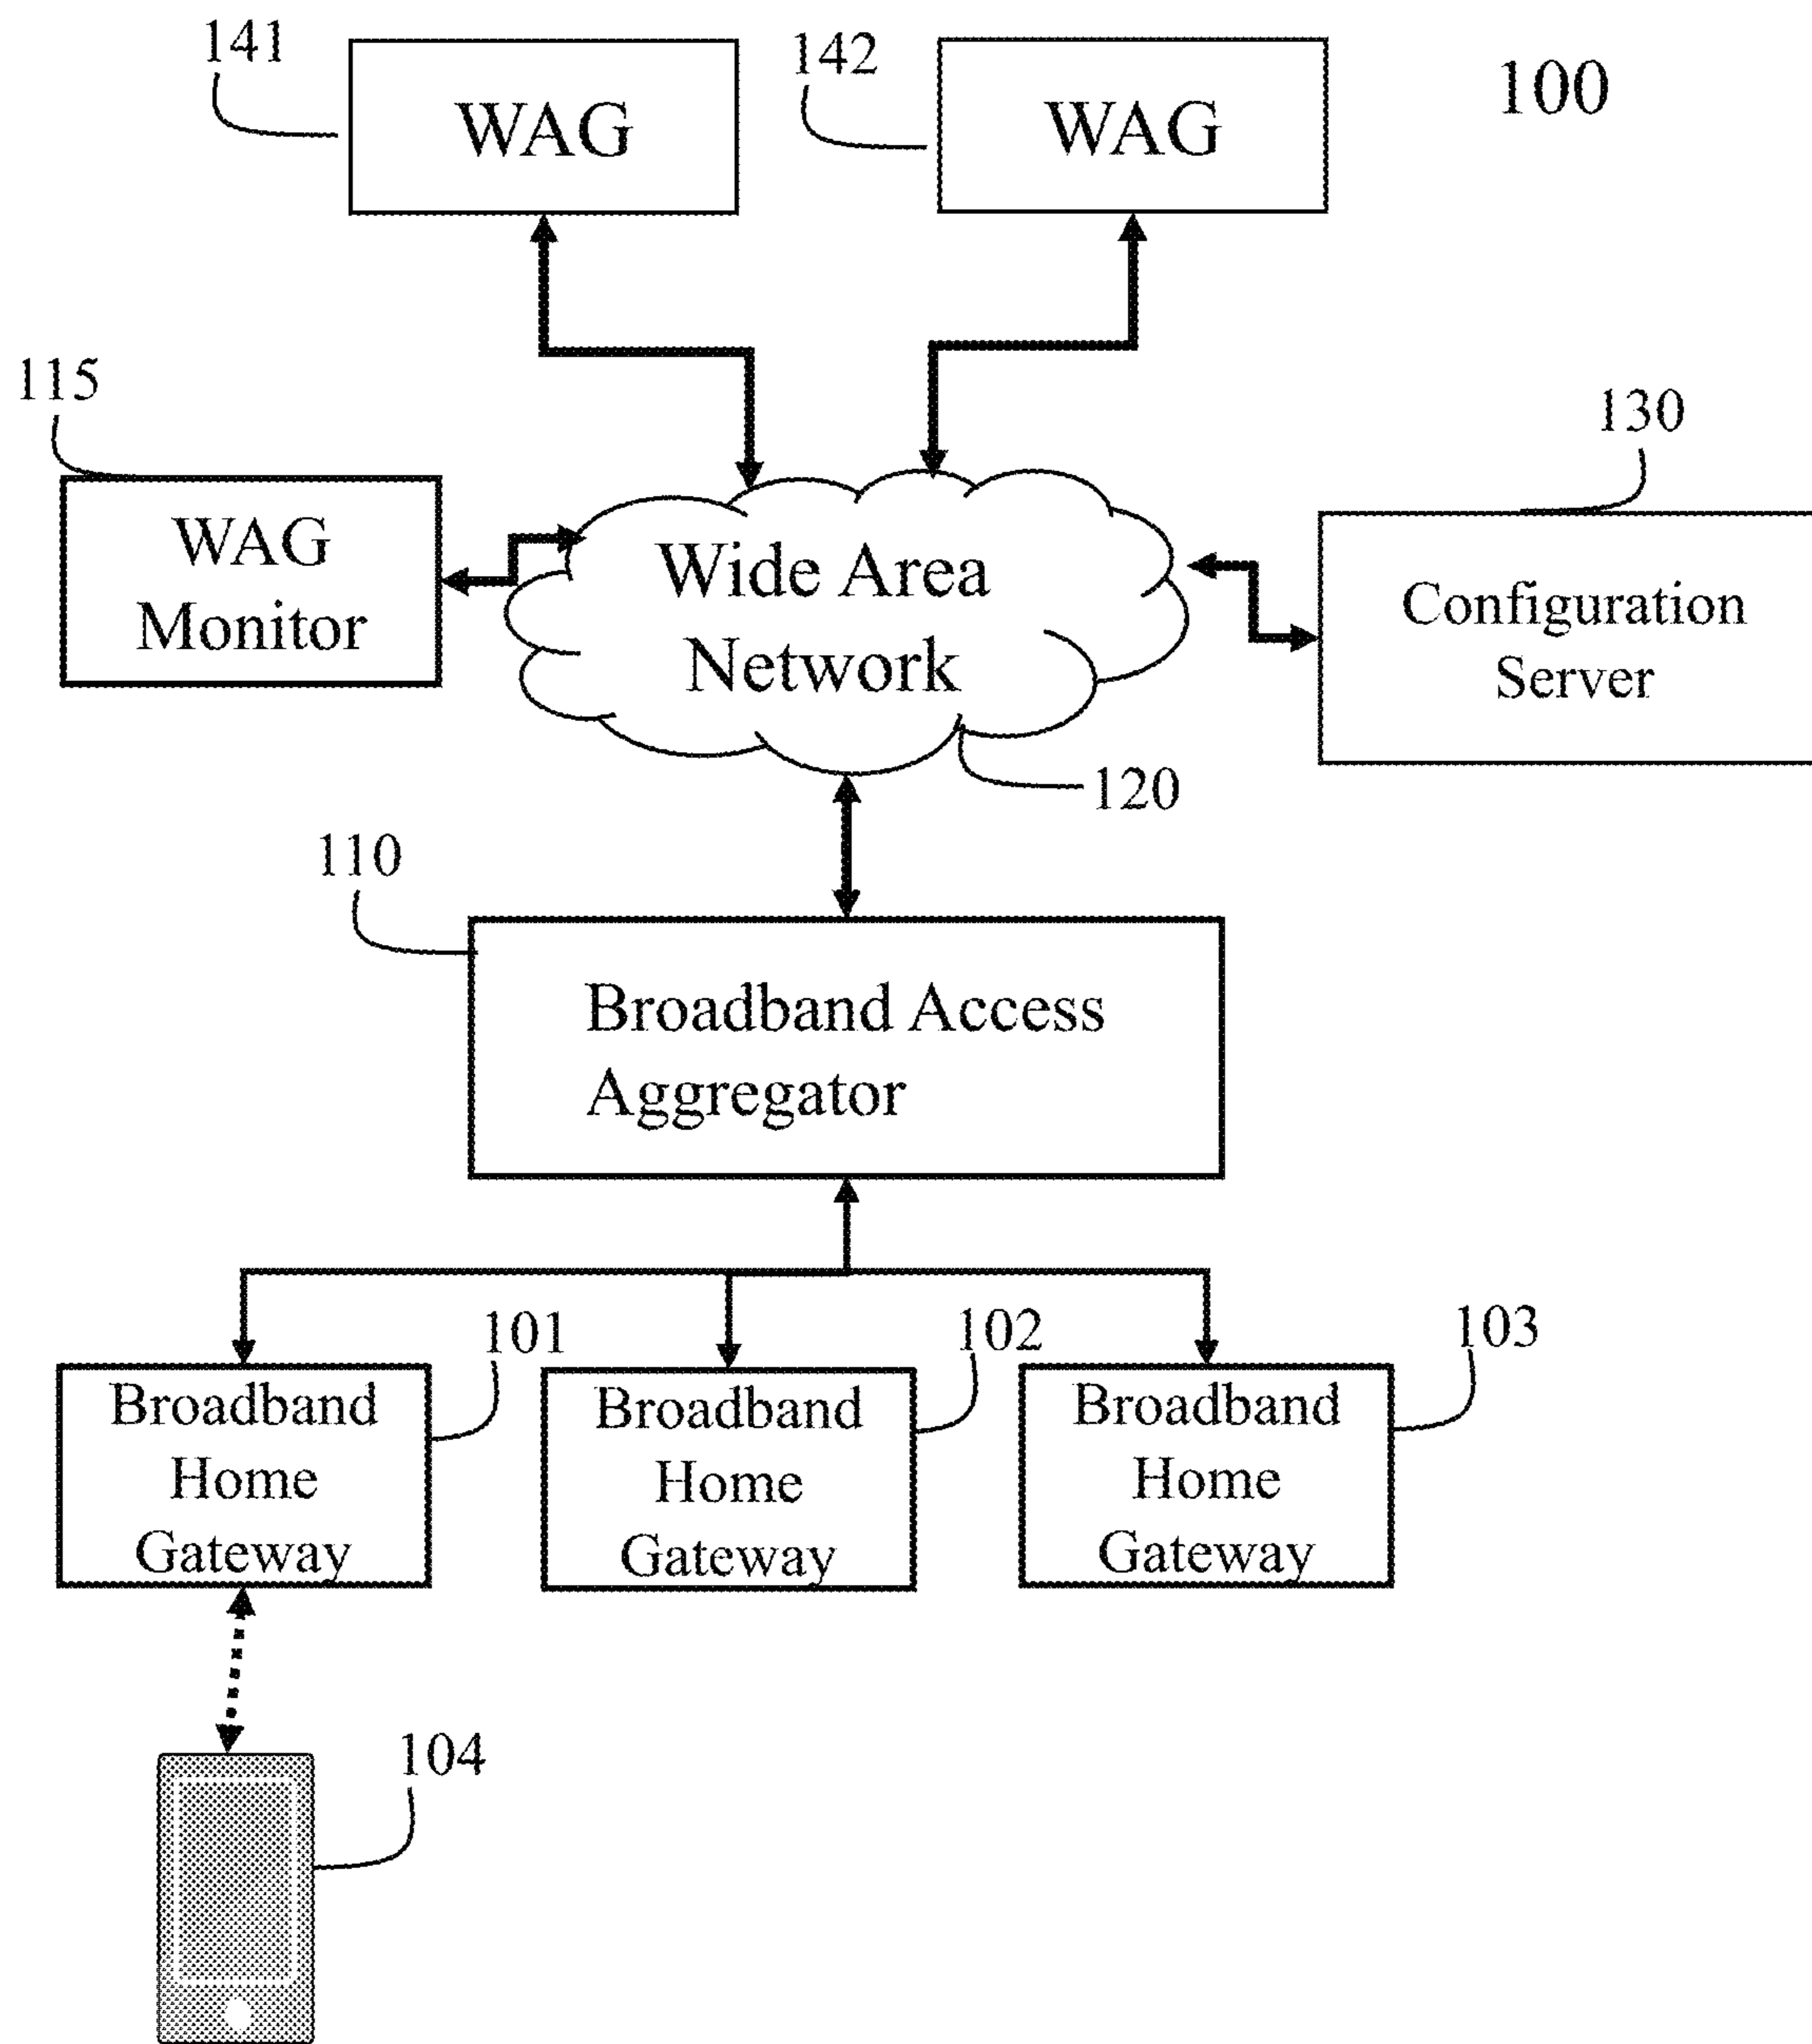 141
WAG
142
WAG
100
115
WAG
Monitor
Wide Area
Network
130
Configuration
Server
120
110
Broadband Access
Aggregator
101
Broadband
Home
Gateway
102
Broadband
Home
Gateway
103
Broadband
Home
Gateway
104